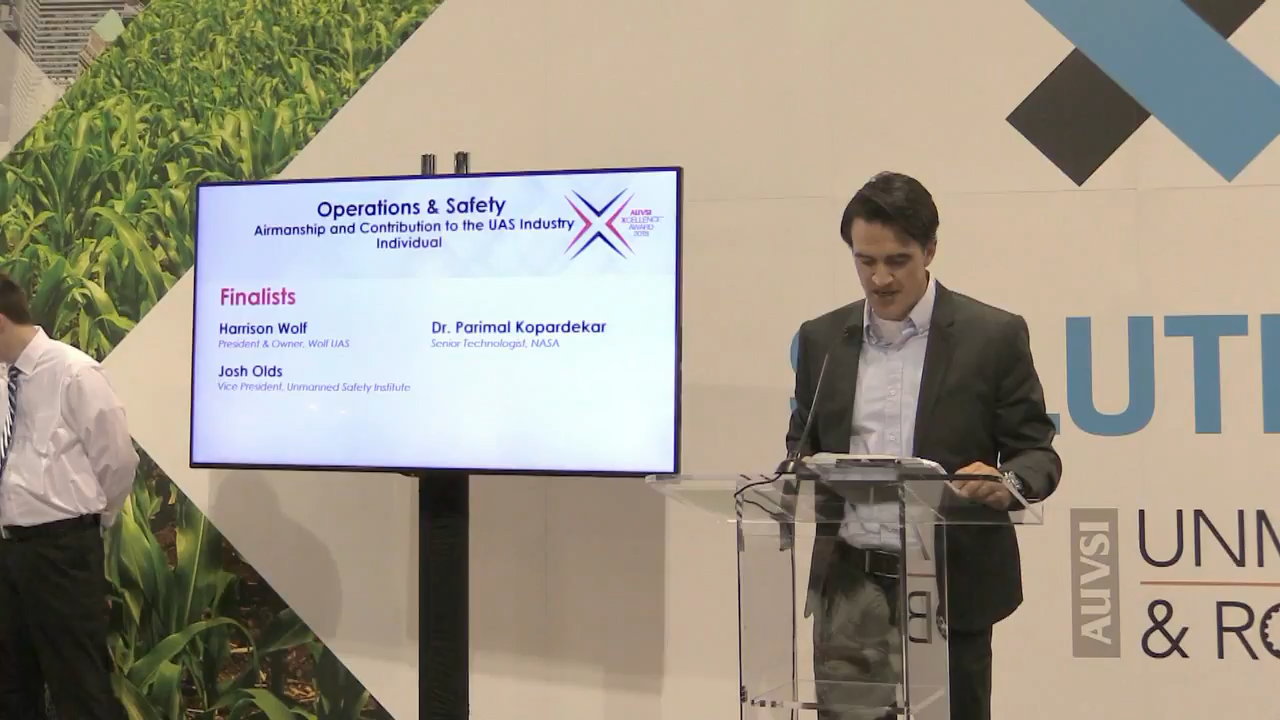 Operations & Safety
Airmanship and Contribution to the UAS Industry
Individual
AUVSI
XCELLENCE
AWARD
Finalists
Harrison Wolf
President & Owner, Wolf UAS
Dr. Parimal Kopardekar
Senior Technologist, NASA
Josh Olds
Vice President, Unmanned Safety Institute
LUTI
AUVSI
UNM
& RO